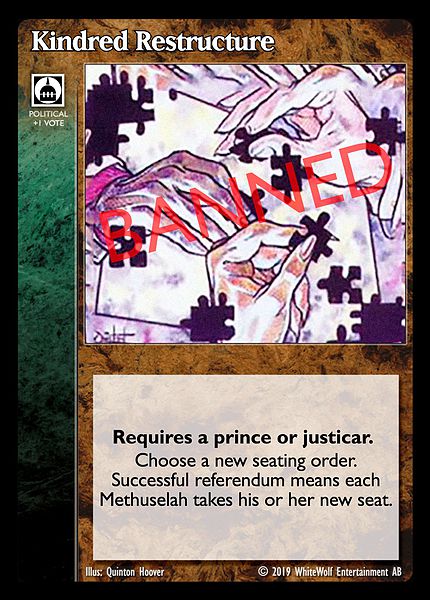 Kindred Restructure
POLITICAL
+1 VOTE
BANNED
Requires a prince or justicar.
Choose a new seating order.
Successful referendum means each
Methuselah takes his or her new seat.
Illus: Quinton Hoover
© 2019 WhiteWolf Entertainment AB